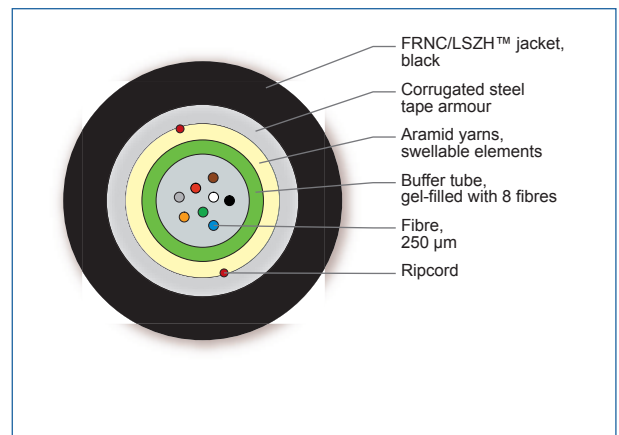 FRNC/LSZH™ jacket,
black
Corrugated steel
tape armour
Aramid yarns,
swellable elements
Buffer tube,
gel-filled with 8 fibres
Fibre,
250 µm
Ripcord